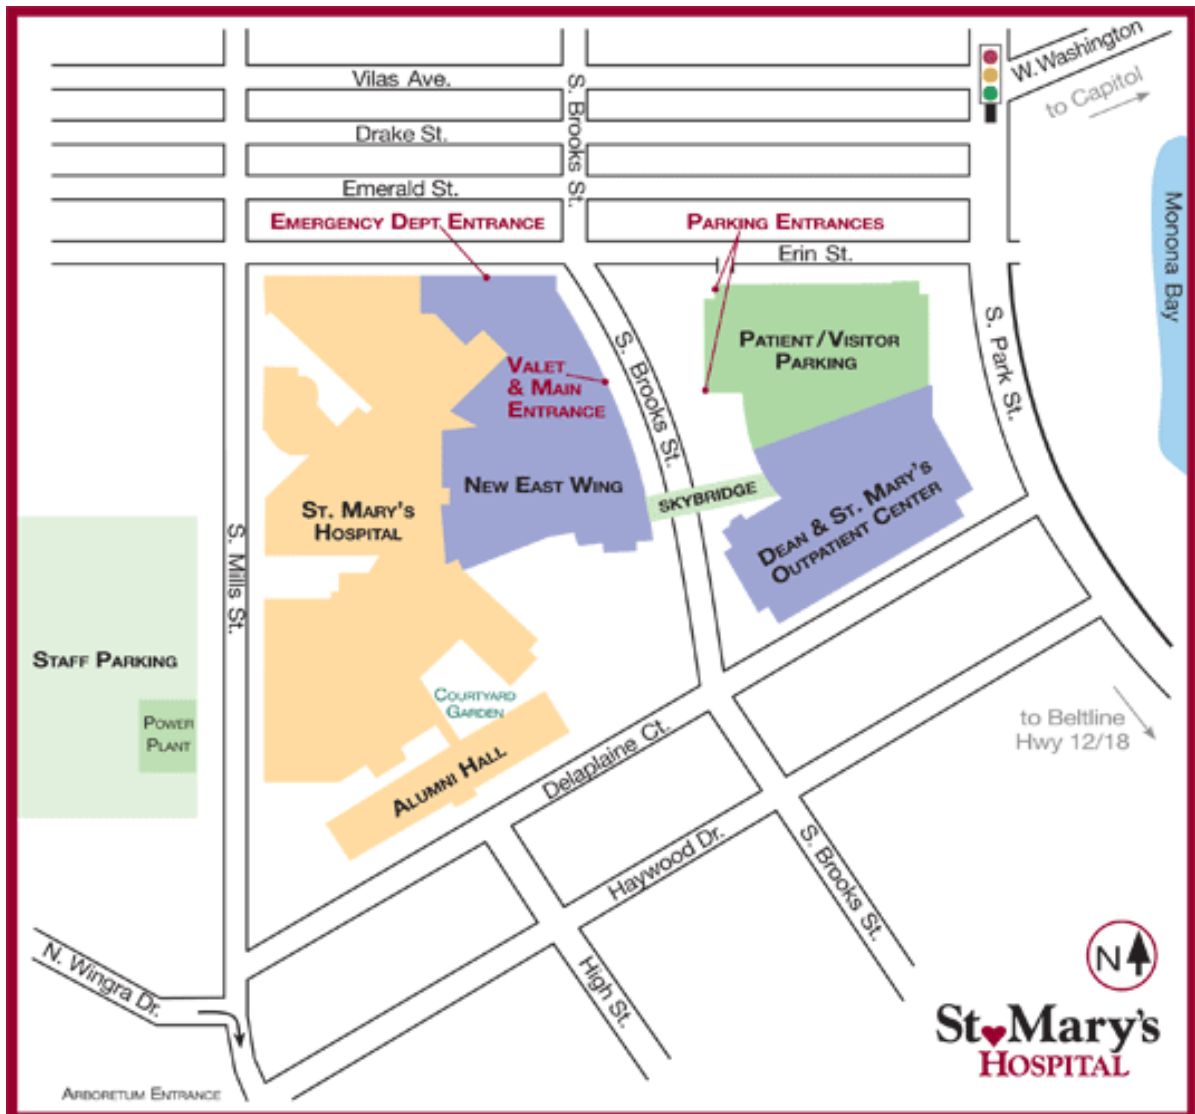 W. Washington
to Capitol
Vilas Ave.
S. Brooks St.
Drake St.
Emerald St.
EMERGENCY DEPT. ENTRANCE
PARKING ENTRANCES
Erin St.
Monona Bay
S. Brooks St.
S. Park St.
PATIENT/VISITOR
PARKING
VALET
& MAIN
ENTRANCE
NEW EAST WING
SKYBRIDGE
DEAN & ST. MARY'S
OUTPATIENT CENTER
ST. MARY'S
HOSPITAL
S. Mills St.
STAFF PARKING
POWER
PLANT
COURTYARD
GARDEN
ALUMNI HALL
to Beltline
Hwy 12/18
Delaplaine Ct.
Haywood Dr.
S. Brooks St.
High St.
N. Wingra Dr.
ARBORETUM ENTRANCE
N
St Mary's
HOSPITAL